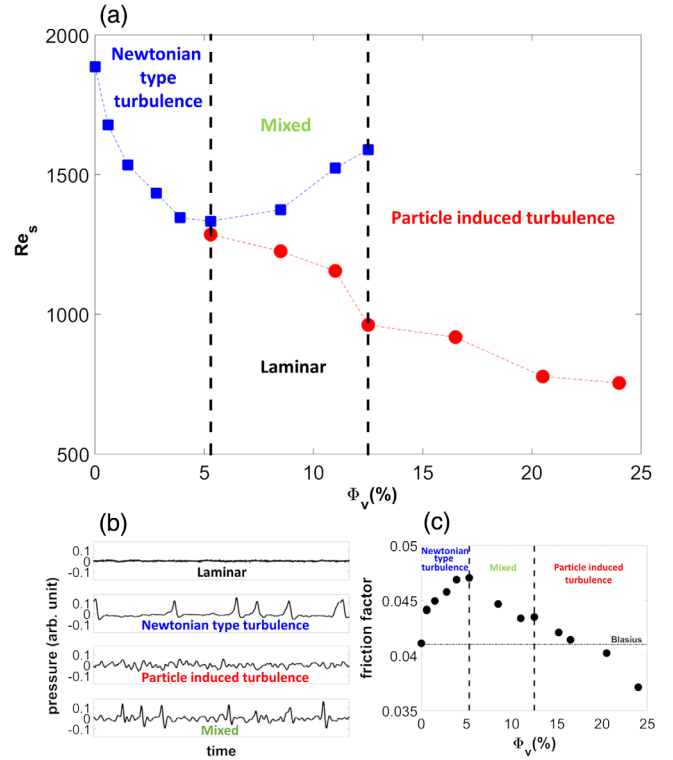 (a)
2000
1500
1000
500
Re_s
Newtonian
type
turbulence
Mixed
Particle induced turbulence
Laminar
0
5
10
15
20
25
Φ_v(%)
(b)
pressure (arb. unit)
0.1
0
-0.1
Laminar
0.1
0
-0.1
Newtonian type turbulence
0.1
0
-0.1
Particle induced turbulence
0.1
0
-0.1
Mixed
time
(c)
friction factor
0.05
0.045
0.04
0.035
Newtonian
type
turbulence
Mixed
Particle induced
turbulence
Blasius
0
5
10
15
20
25
Φ_v(%)